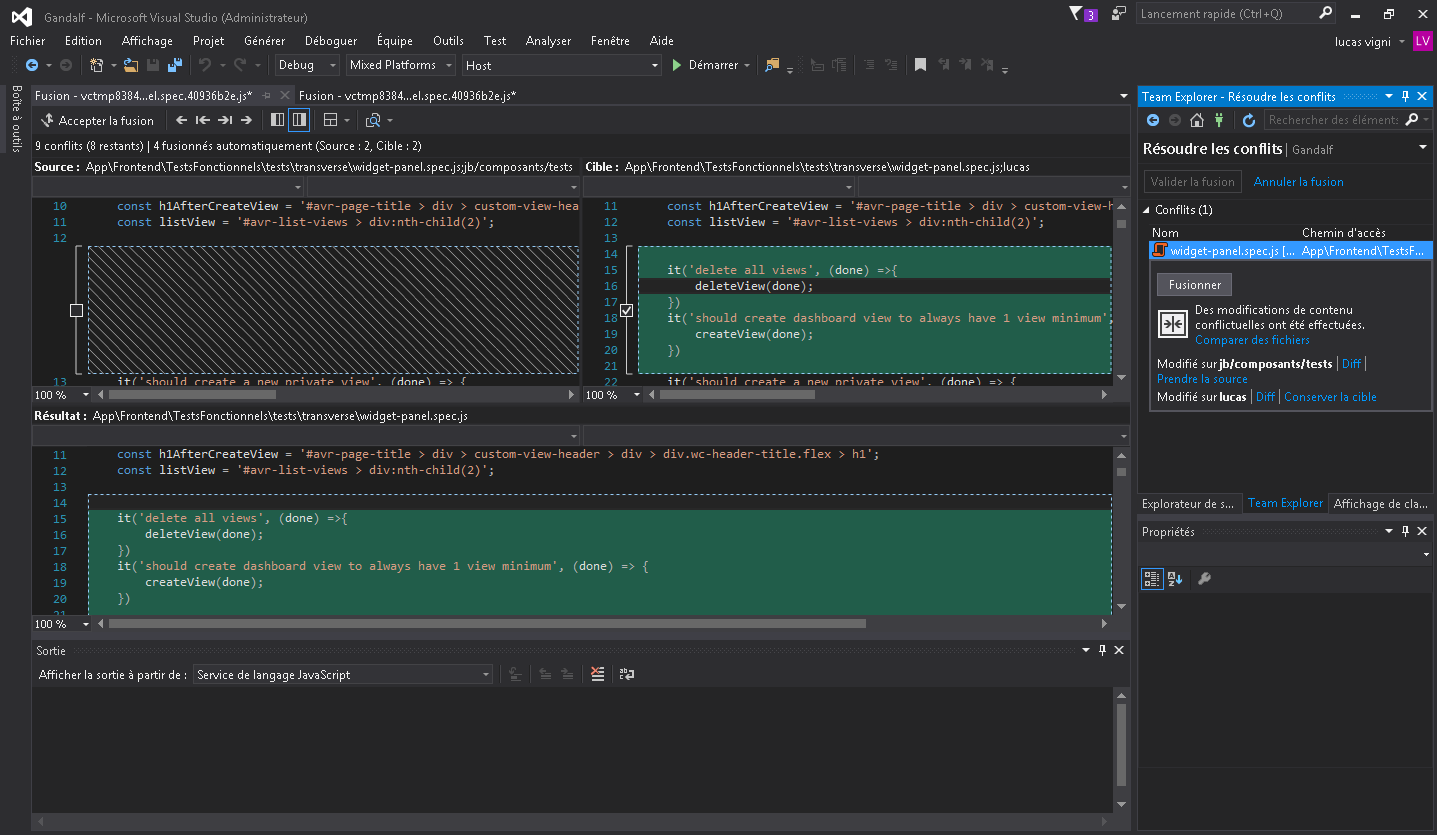 Gandalf - Microsoft Visual Studio (Administrateur)
3
Lancement rapide (Ctrl+Q)
Fichier Edition Affichage Projet Générer Déboguer Équipe Outils Test Analyser Fenêtre Aide
lucas vigni LV
Debug Mixed Platforms Host Démarrer
Boîte à outils
Fusion - vctmp8384...el.spec.40936b2e.js* Fusion - vctmp8384...el.spec.40936b2e.js*
Accepter la fusion
9 conflits (8 restants) | 4 fusionnés automatiquement (Source : 2, Cible : 2)
Source : App\Frontend\TestsFonctionnels\tests\transverse\widget-panel.spec.js;jb/composants/tests
10 const h1AfterCreateView = '#avr-page-title > div > custom-view-hea
11 const listView = '#avr-list-views > div:nth-child(2)';
12
13 it('should create a new private view', (done) => {
100 %
Cible : App\Frontend\TestsFonctionnels\tests\transverse\widget-panel.spec.js;lucas
11 const h1AfterCreateView = '#avr-page-title > div > custom-view-h
12 const listView = '#avr-list-views > div:nth-child(2)';
13
14
15 it('delete all views', (done) =>{
16 deleteView(done);
17 })
18 it('should create dashboard view to always have 1 view minimum',
19 createView(done);
20 })
21
22 it('should create a new private view', (done) => {
100 %
Résultat : App\Frontend\TestsFonctionnels\tests\transverse\widget-panel.spec.js
11 const h1AfterCreateView = '#avr-page-title > div > custom-view-header > div > div.wc-header-title.flex > h1';
12 const listView = '#avr-list-views > div:nth-child(2)';
13
14
15 it('delete all views', (done) =>{
16 deleteView(done);
17 })
18 it('should create dashboard view to always have 1 view minimum', (done) => {
19 createView(done);
20 })
21
100 %
Sortie
Afficher la sortie à partir de : Service de langage JavaScript
Team Explorer - Résoudre les conflits
Rechercher des éléments
Résoudre les conflits | Gandalf
Valider la fusion Annuler la fusion
Conflits (1)
Nom Chemin d'accès
widget-panel.spec.js [... App\Frontend\TestsF...
Fusionner
Des modifications de contenu
conflictuelles ont été effectuées.
Comparer des fichiers
Modifié sur jb/composants/tests | Diff |
Prendre la source
Modifié sur lucas | Diff | Conserver la cible
Explorateur de s... Team Explorer Affichage de cla...
Propriétés